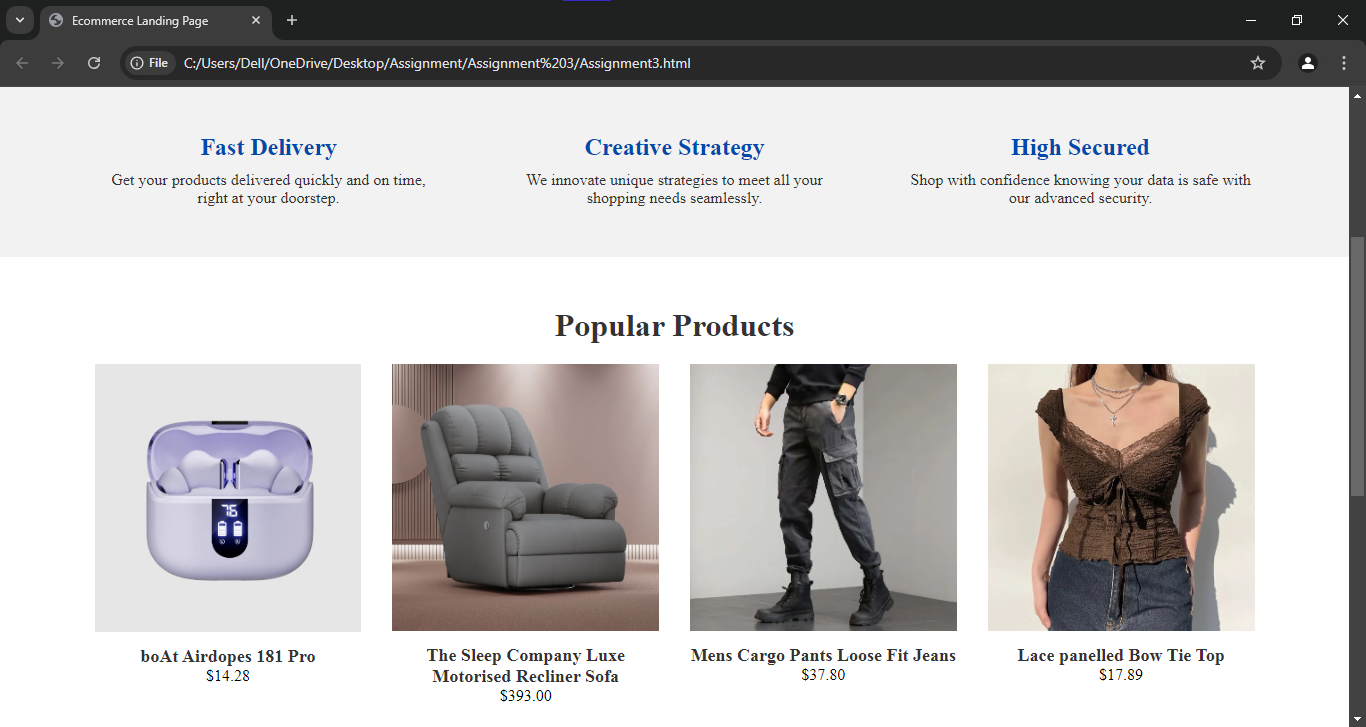 Ecommerce Landing Page
File
C:/Users/Dell/OneDrive/Desktop/Assignment/Assignment%203/Assignment3.html
Fast Delivery
Get your products delivered quickly and on time,
right at your doorstep.
Creative Strategy
We innovate unique strategies to meet all your
shopping needs seamlessly.
High Secured
Shop with confidence knowing your data is safe with
our advanced security.
Popular Products
76
boAt Airdopes 181 Pro
$14.28
The Sleep Company Luxe
Motorised Recliner Sofa
$393.00
Mens Cargo Pants Loose Fit Jeans
$37.80
Lace panelled Bow Tie Top
$17.89